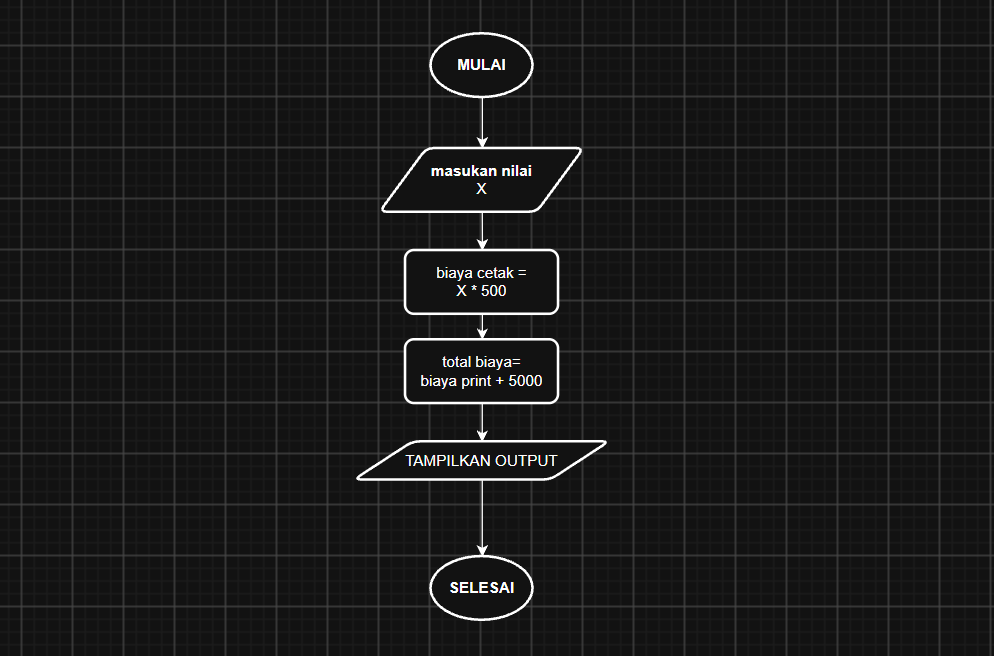 MULAI
masukan nilai
X
biaya cetak =
X * 500
total biaya=
biaya print + 5000
TAMPILKAN OUTPUT
SELESAI